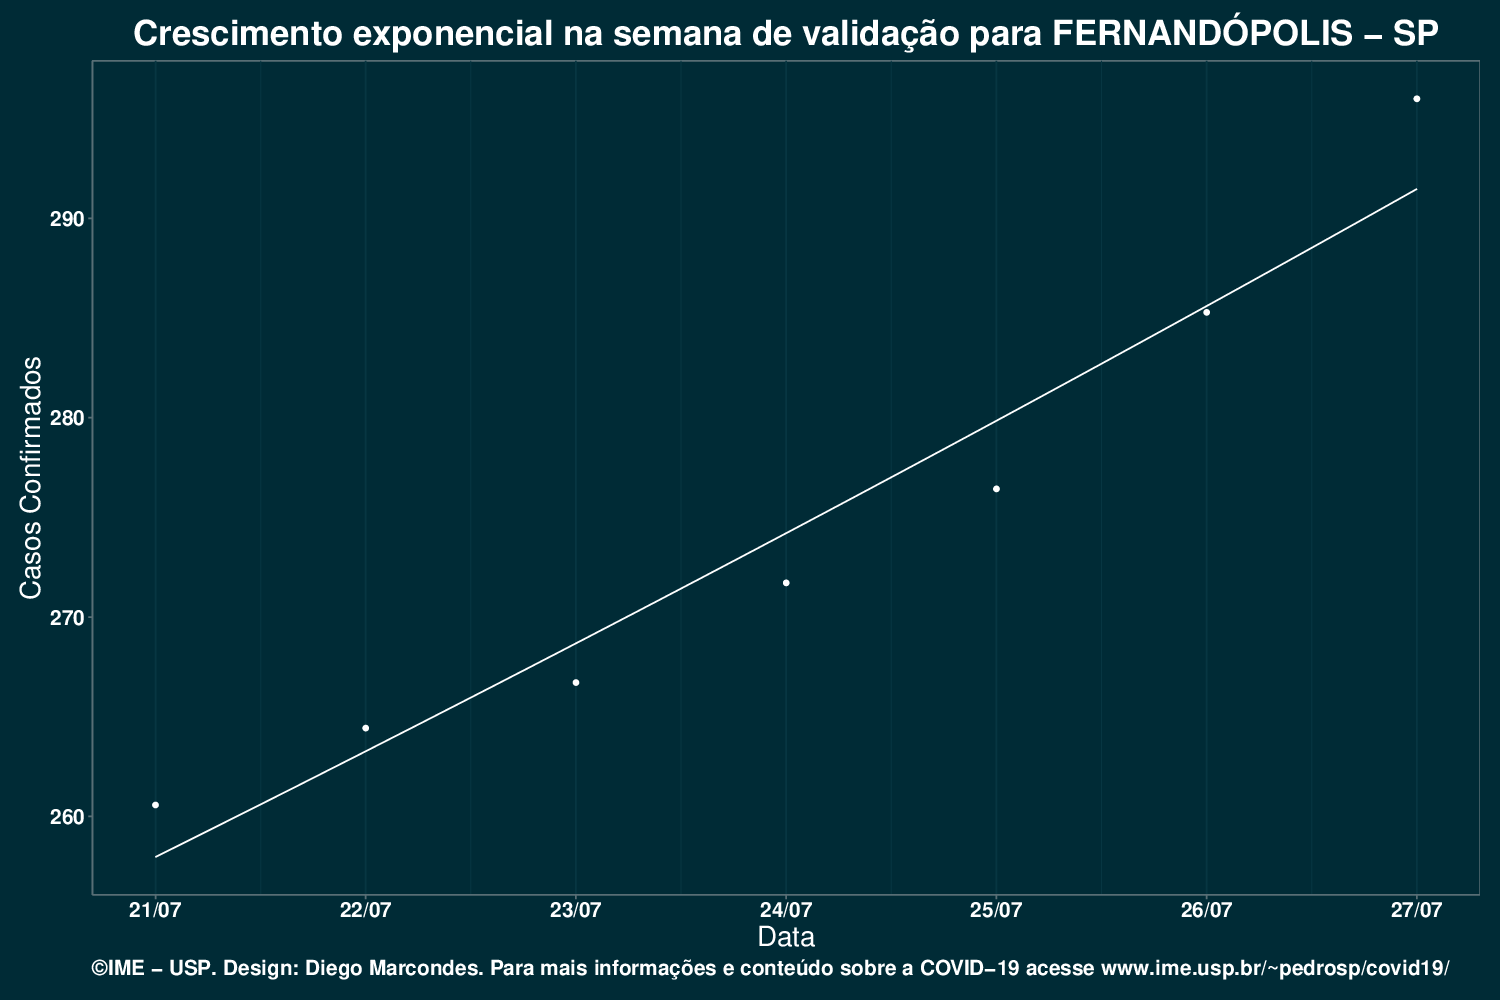 Crescimento exponencial na semana de validação para FERNANDÓPOLIS – SP
Casos Confirmados
290
280
270
260
21/07 22/07 23/07 24/07 25/07 26/07 27/07
Data
©IME – USP. Design: Diego Marcondes. Para mais informações e conteúdo sobre a COVID–19 acesse www.ime.usp.br/~pedrosp/covid19/